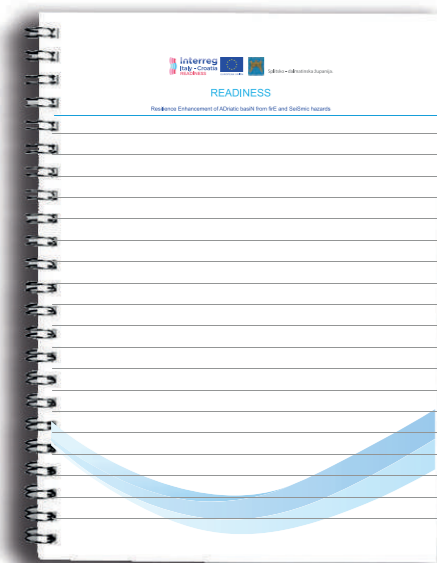 Interreg
Italy - Croatia
READINESS
Splitsko - dalmatinska županija
READINESS
Resilience Enhancement of ADriatic basiN from firE and SeiSmic hazards